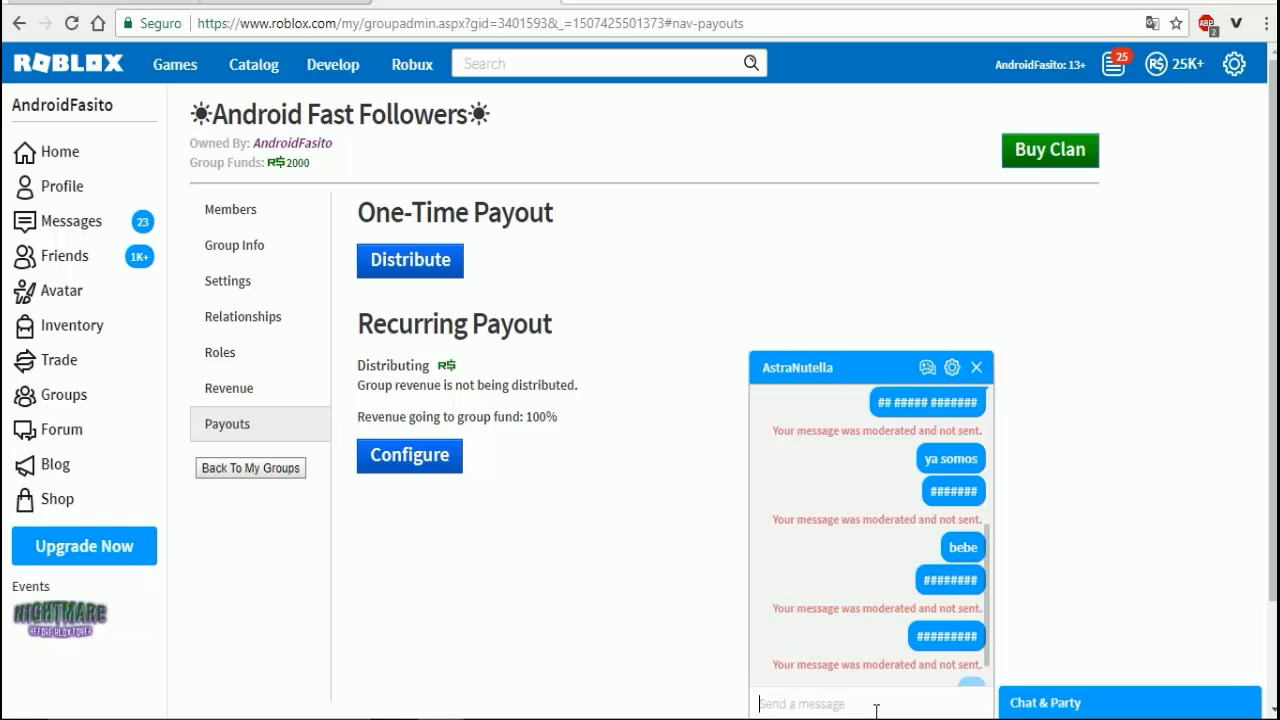 Seguro
https://www.roblox.com/my/groupadmin.aspx?gid=3401593&_=1507425501373#nav-payouts
ABP
2
ROBLOX
Games
Catalog
Develop
Robux
Search
AndroidFasito: 13+
25
R$
25K+
AndroidFasito
Home
Profile
Messages
23
Friends
1K+
Avatar
Inventory
Trade
Groups
Forum
Blog
Shop
Upgrade Now
Events
NIGHTMARE
BEFORE BLOXTOBER
☀Android Fast Followers☀
Owned By: AndroidFasito
Group Funds: R$2000
Buy Clan
Members
Group Info
Settings
Relationships
Roles
Revenue
Payouts
Back To My Groups
One-Time Payout
Distribute
Recurring Payout
Distributing R$
Group revenue is not being distributed.
Revenue going to group fund: 100%
Configure
AstraNutella
## ##### #######
Your message was moderated and not sent.
ya somos
#######
Your message was moderated and not sent.
bebe
########
Your message was moderated and not sent.
#########
Your message was moderated and not sent.
Send a message
Chat & Party